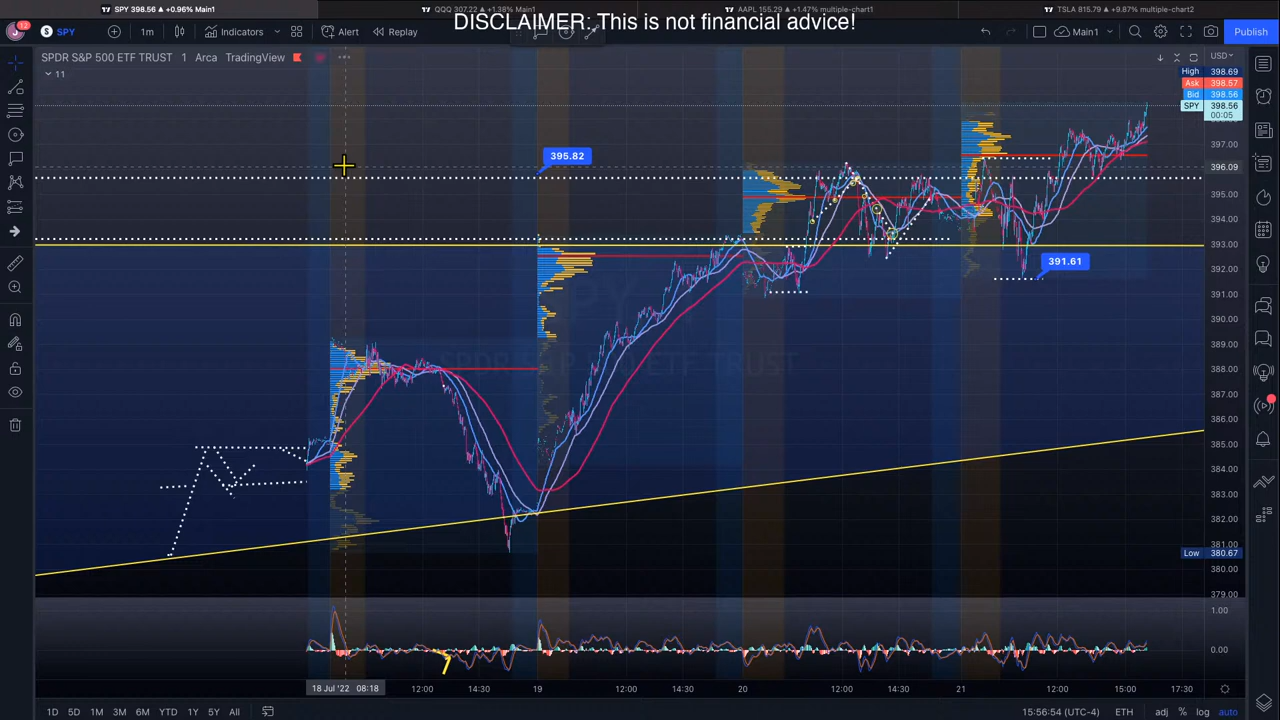 SPY 398.56 ▲ +0.96% Main1
QQQ 307.22 ▲ +1.38% Main1
AAPL 155.29 ▲ +1.47% multiple-chart1
TSLA 815.79 ▲ +9.87% multiple-chart2
DISCLAIMER: This is not financial advice!
12
SPY
1m
Indicators
Alert
Replay
Main1
Publish
SPDR S&P 500 ETF TRUST 1 Arca TradingView
USD
11
High 398.69
Ask 398.57
Bid 398.56
SPY 398.56
00:05
397.00
396.09
395.00
394.00
393.00
392.00
391.00
390.00
389.00
388.00
387.00
386.00
385.00
384.00
383.00
382.00
381.00
Low 380.67
380.00
379.00
395.82
391.61
1.00
0.00
18 Jul '22 08:18
12:00
14:30
19
12:00
14:30
20
12:00
14:30
21
12:00
15:00
17:30
1D 5D 1M 3M 6M YTD 1Y 5Y All
15:56:54 (UTC-4) ETH adj % log auto